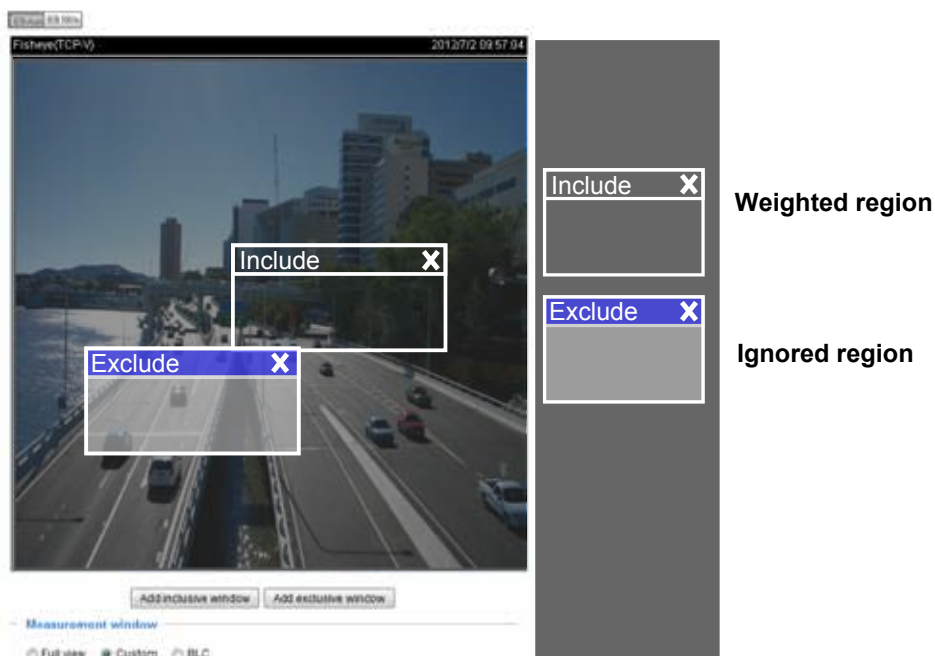 Fisheye(TCP-V) 2012/7/2 09:57:04
Include
Weighted region
Include
Exclude
Exclude
Ignored region
Add inclusive window Add exclusive window
Measurement window
Full view Custom BLC